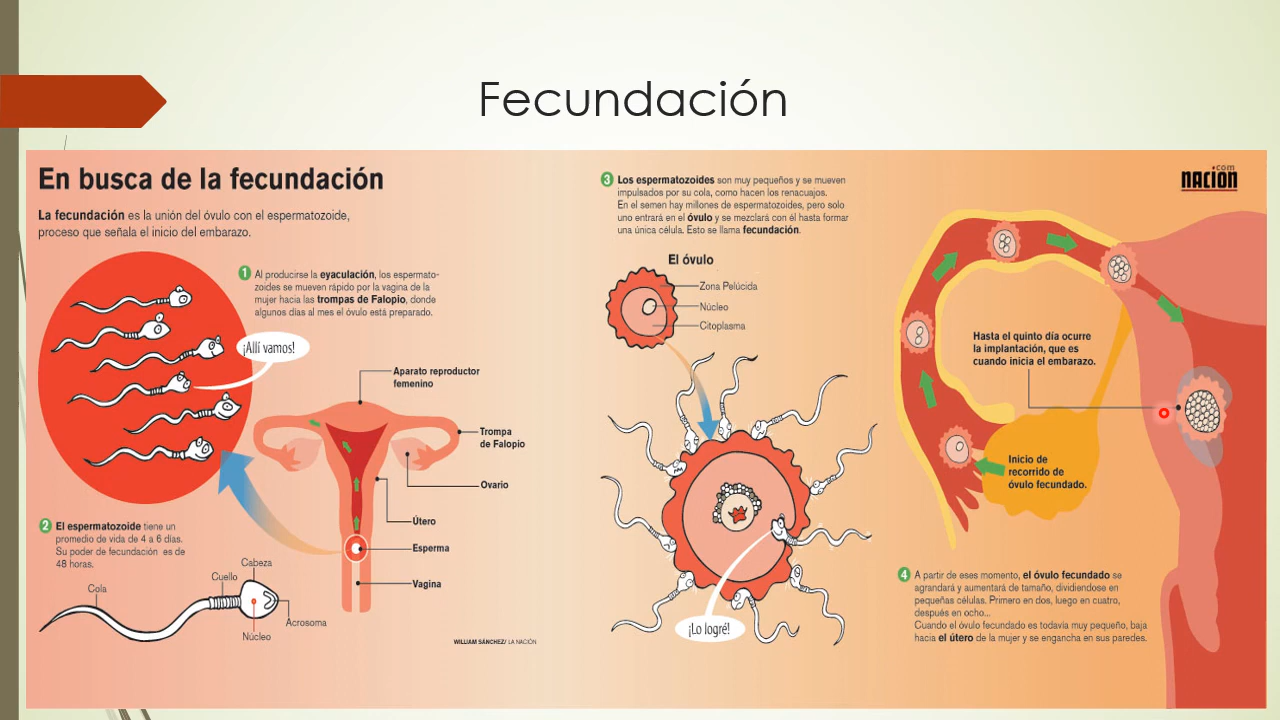 Fecundación
En busca de la fecundación
La fecundación es la unión del óvulo con el espermatozoide,
proceso que señala el inicio del embarazo.
1 Al producirse la eyaculación, los espermato-
zoides se mueven rápido por la vagina de la
mujer hacia las trompas de Falopio, donde
algunos días al mes el óvulo está preparado.
¡Allí vamos!
Aparato reproductor
femenino
Trompa
de Falopio
Ovario
Útero
Esperma
Vagina
2 El espermatozoide tiene un
promedio de vida de 4 a 6 días.
Su poder de fecundación es de
48 horas.
Cabeza
Cuello
Cola
Acrosoma
Núcleo
WILLIAM SÁNCHEZ/ LA NACIÓN
3 Los espermatozoides son muy pequeños y se mueven
impulsados por su cola, como hacen los renacuajos.
En el semen hay millones de espermatozoides, pero solo
uno entrará en el óvulo y se mezclará con él hasta formar
una única célula. Esto se llama fecundación.
El óvulo
Zona Pelúcida
Núcleo
Citoplasma
¡Lo logré!
nacion.com
Hasta el quinto día ocurre
la implantación, que es
cuando inicia el embarazo.
Inicio de
recorrido de
óvulo fecundado.
4 A partir de eses momento, el óvulo fecundado se
agrandará y aumentará de tamaño, dividiendose en
pequeñas células. Primero en dos, luego en cuatro,
después en ocho...
Cuando el óvulo fecundado es todavía muy pequeño, baja
hacia el útero de la mujer y se engancha en sus paredes.